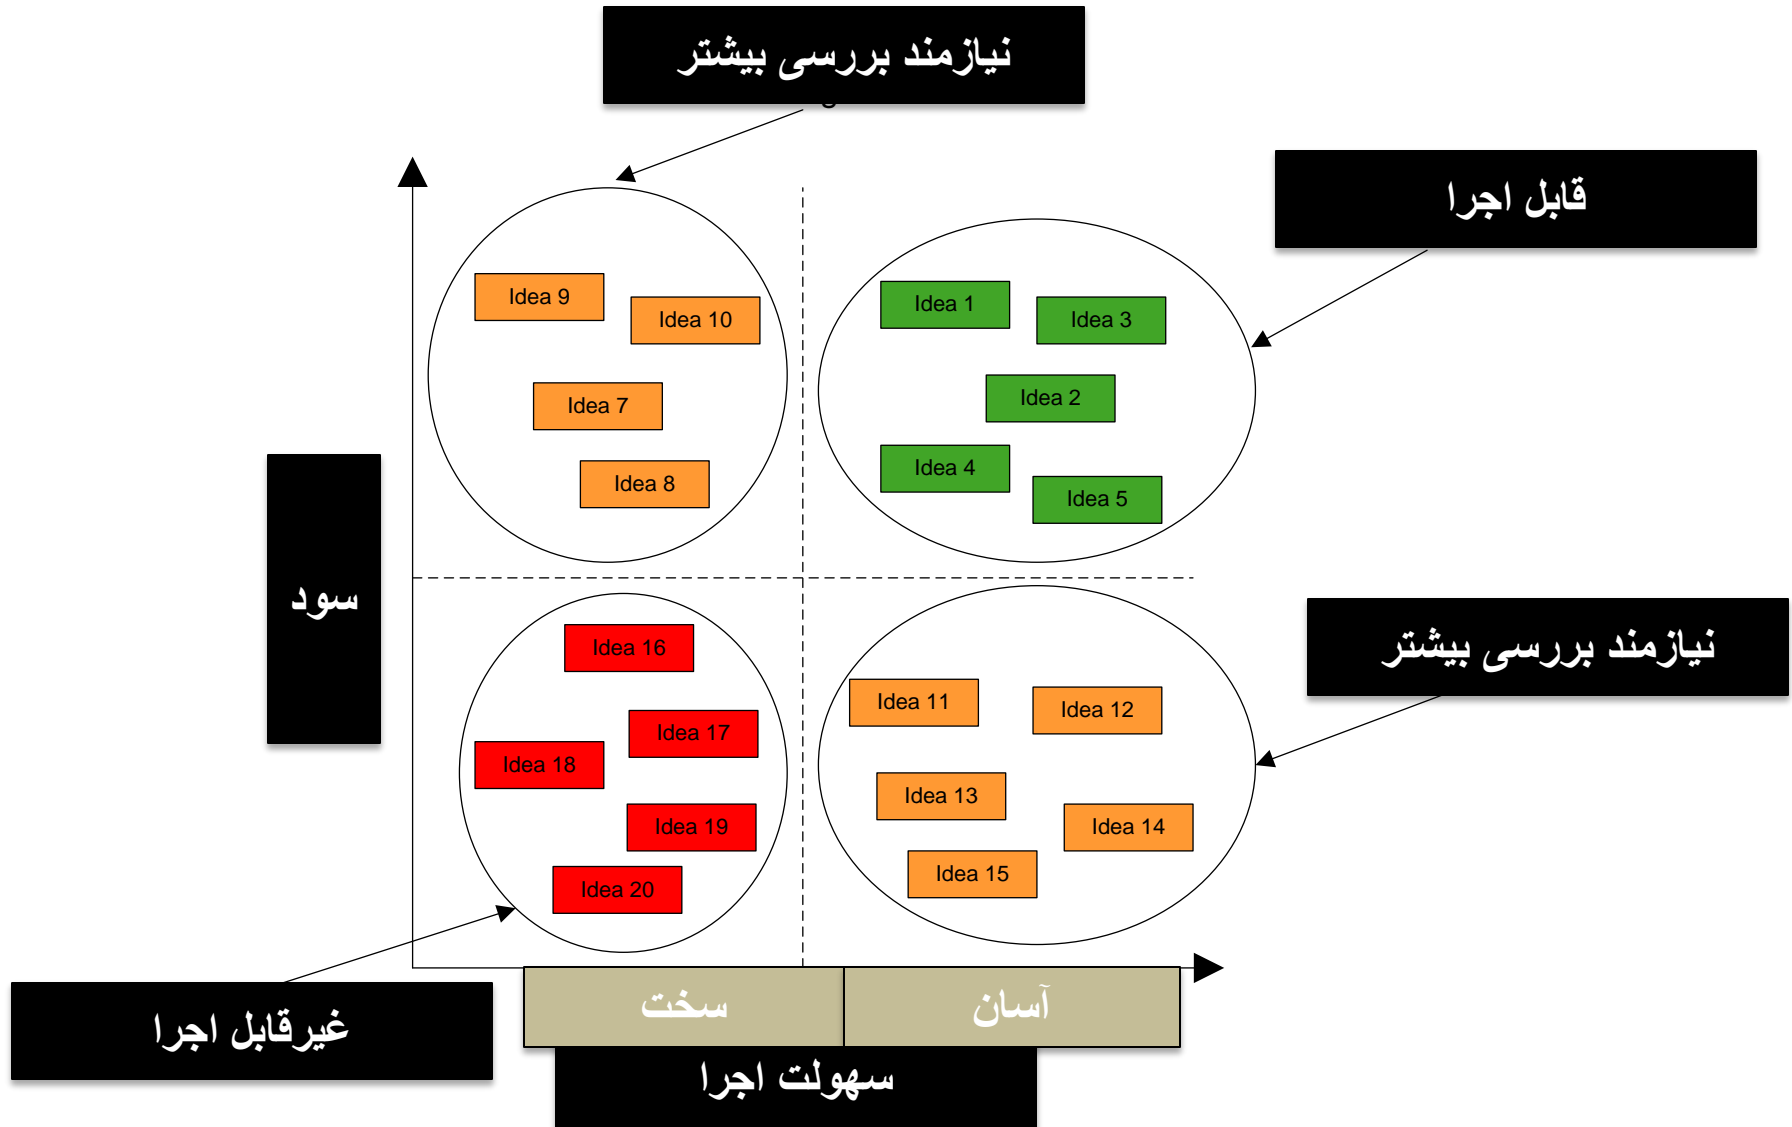 نیازمند بررسی بیشتر
قابل اجرا
Idea 9
Idea 10
Idea 7
Idea 8
Idea 1
Idea 3
Idea 2
Idea 4
Idea 5
سود
نیازمند بررسی بیشتر
Idea 16
Idea 17
Idea 18
Idea 19
Idea 20
Idea 11
Idea 12
Idea 13
Idea 14
Idea 15
سخت
آسان
غیرقابل اجرا
سهولت اجرا